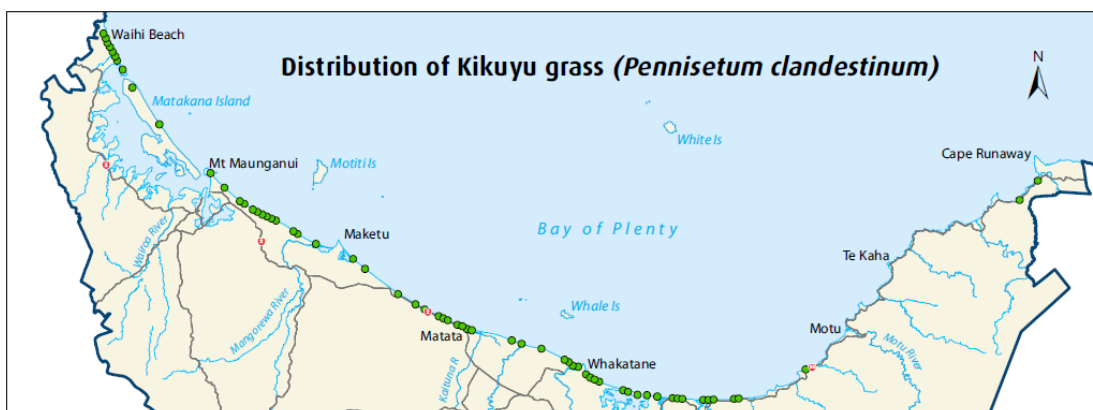 Waihi Beach
Distribution of Kikuyu grass (Pennisetum clandestinum)
N
Matakana Island
White Is
Cape Runaway
Mt Maunganui
Motiti Is
Wairoa River
Maketu
Bay of Plenty
Te Kaha
Mangorewa River
Whale Is
Matata
Motu
Motu River
Whakatane
Kaituna R